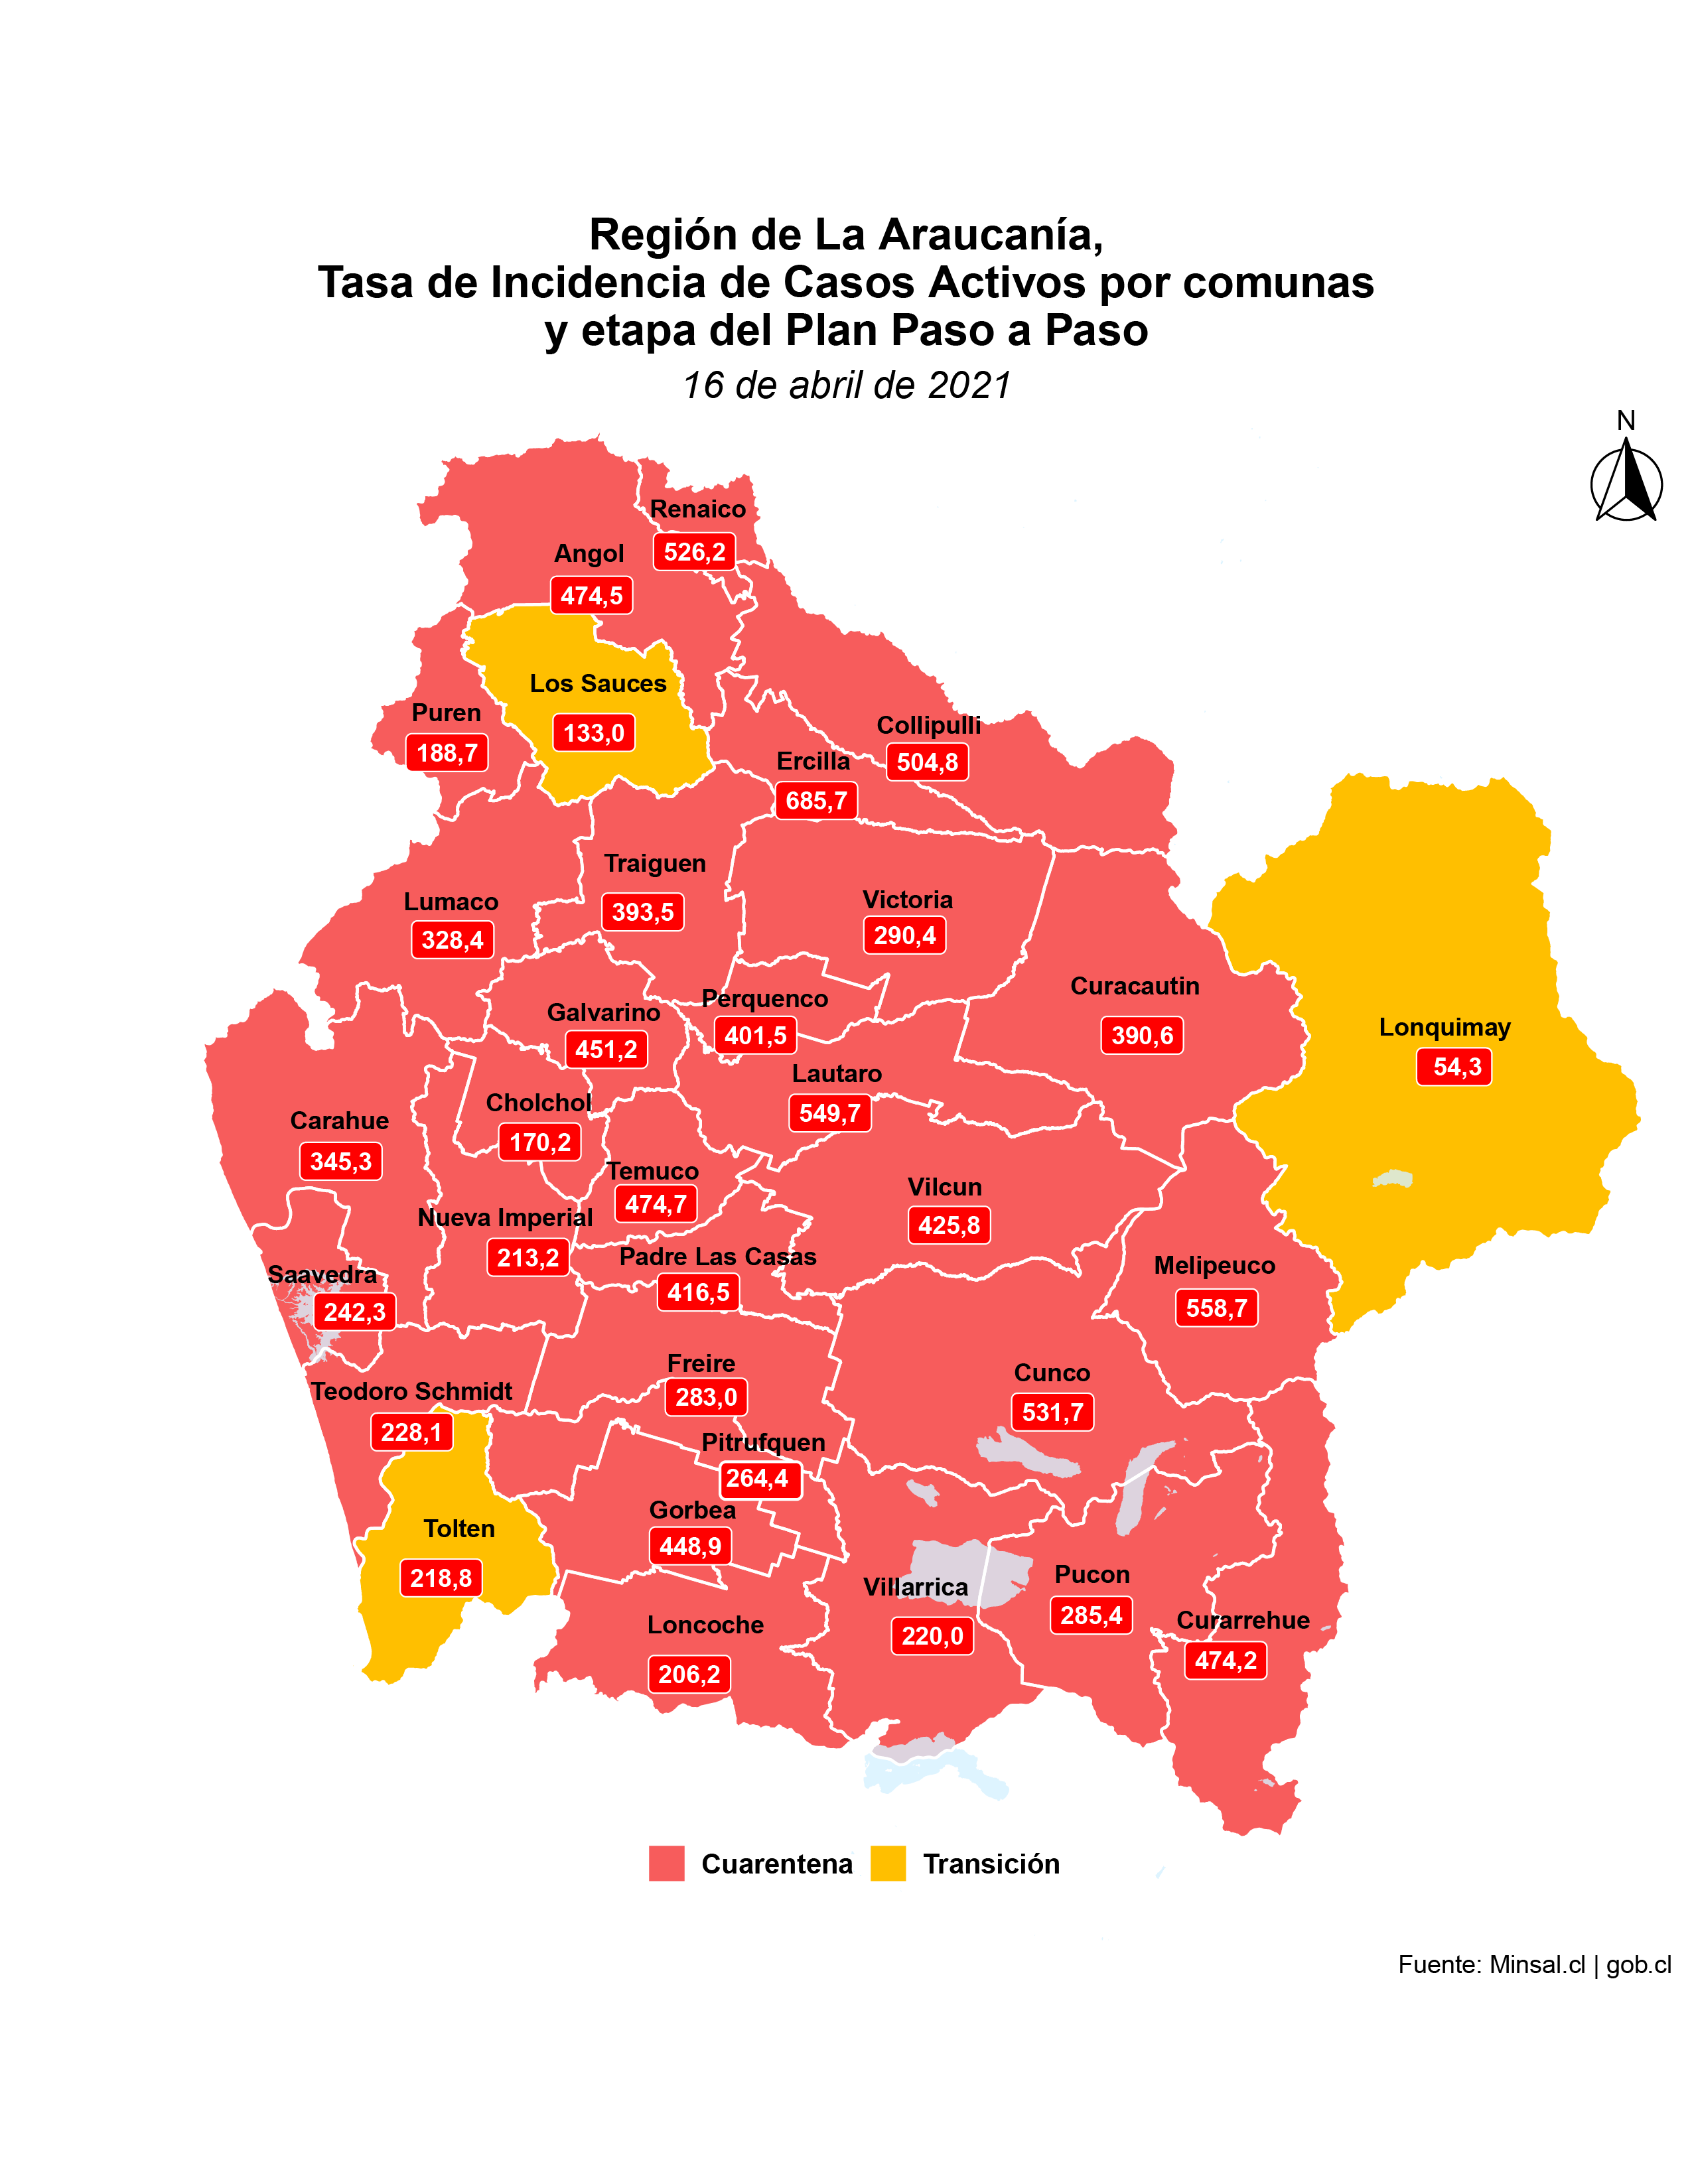 Región de La Araucanía,
Tasa de Incidencia de Casos Activos por comunas
y etapa del Plan Paso a Paso
16 de abril de 2021
N
Renaico
526,2
Angol
474,5
Los Sauces
133,0
Puren
188,7
Collipulli
504,8
Ercilla
685,7
Traiguen
393,5
Lumaco
328,4
Victoria
290,4
Curacautin
390,6
Perquenco
401,5
Galvarino
451,2
Lonquimay
54,3
Lautaro
549,7
Cholchol
170,2
Carahue
345,3
Temuco
474,7
Vilcun
425,8
Nueva Imperial
213,2
Padre Las Casas
416,5
Melipeuco
558,7
Saavedra
242,3
Freire
283,0
Cunco
531,7
Teodoro Schmidt
228,1
Pitrufquen
264,4
Gorbea
448,9
Tolten
218,8
Pucon
285,4
Villarrica
220,0
Curarrehue
474,2
Loncoche
206,2
Cuarentena
Transición
Fuente: Minsal.cl | gob.cl